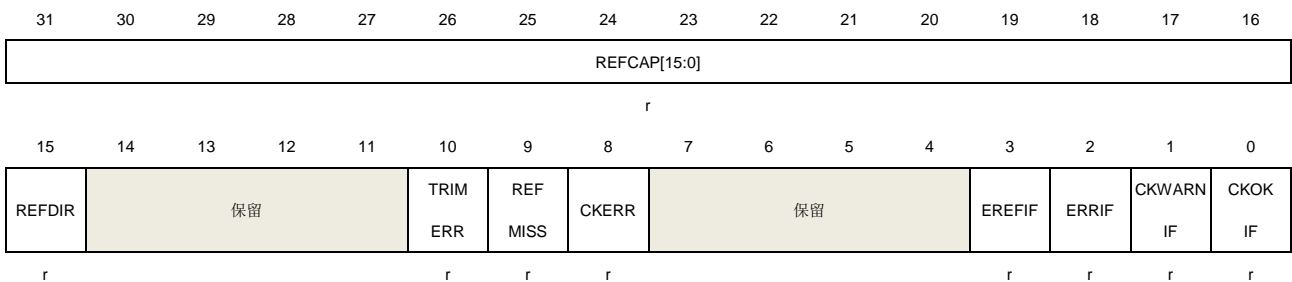 31 30 29 28 27 26 25 24 23 22 21 20 19 18 17 16
REFCAP[15:0]
r
15 14 13 12 11 10 9 8 7 6 5 4 3 2 1 0
REFDIR 保留 TRIM ERR REF MISS CKERR 保留 EREFIF ERRIF CKWARN IF CKOK IF
r r r r r r r r